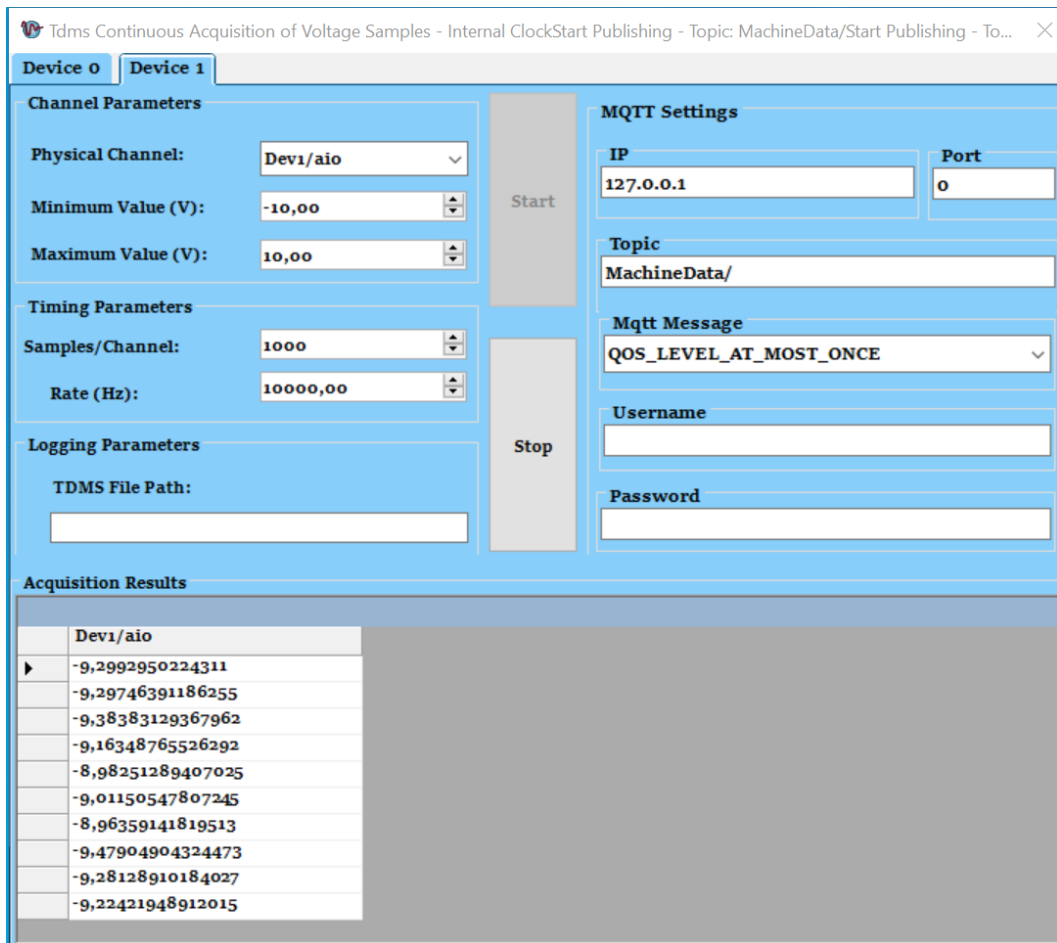 Tdms Continuous Acquisition of Voltage Samples - Internal ClockStart Publishing - Topic: MachineData/Start Publishing - To...
Device 0
Device 1
Channel Parameters
Physical Channel:
Dev1/ai0
Minimum Value (V):
-10,00
Maximum Value (V):
10,00
Timing Parameters
Samples/Channel:
1000
Rate (Hz):
10000,00
Logging Parameters
TDMS File Path:
Start
Stop
MQTT Settings
IP
127.0.0.1
Port
0
Topic
MachineData/
Mqtt Message
QOS_LEVEL_AT_MOST_ONCE
Username
Password
Acquisition Results
Dev1/ai0
-9,2992950224311
-9,29746391186255
-9,38383129367962
-9,16348765526292
-8,98251289407025
-9,01150547807245
-8,96359141819513
-9,47904904324473
-9,28128910184027
-9,22421948912015